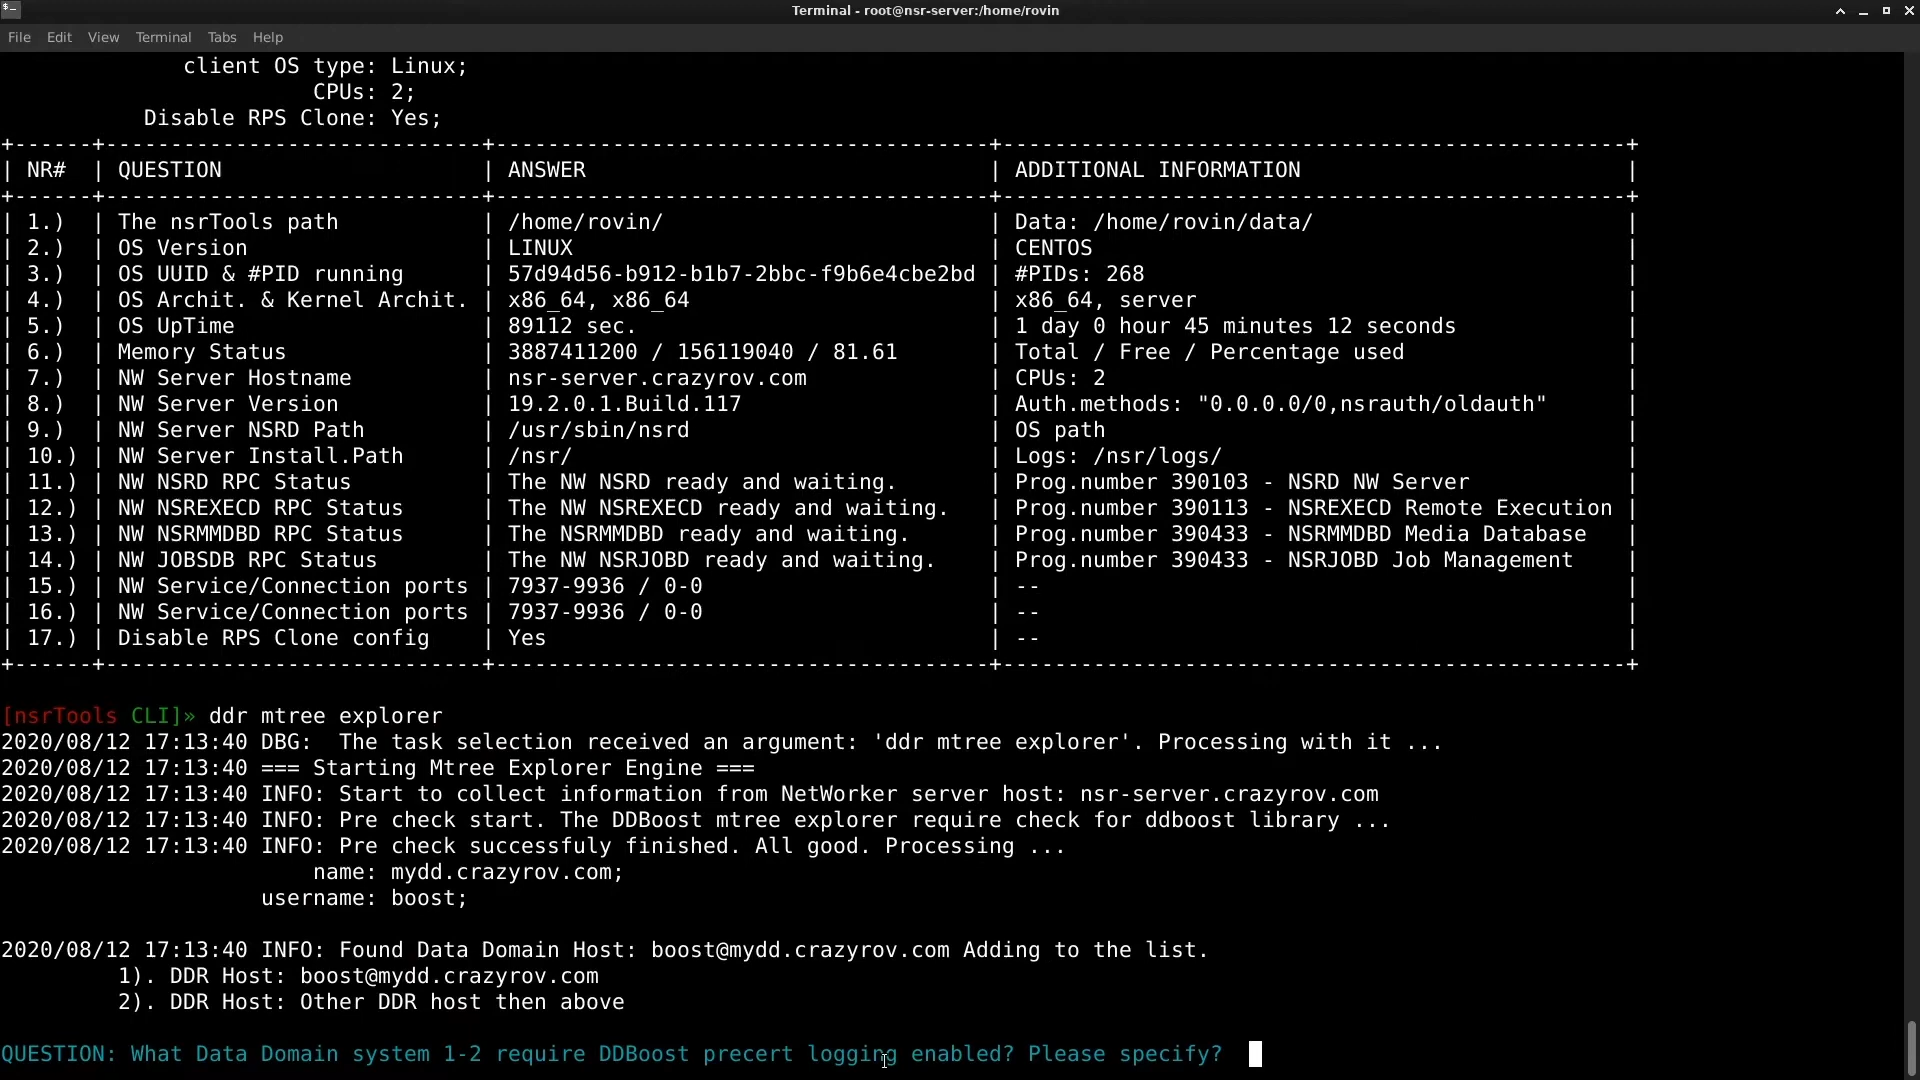 Terminal - root@nsr-server:/home/rovin
File Edit View Terminal Tabs Help
client OS type: Linux;
CPUs: 2;
Disable RPS Clone: Yes;
+------+-----------------------------+--------------------------------------+------------------------------------------------+
| NR# | QUESTION | ANSWER | ADDITIONAL INFORMATION |
+------+-----------------------------+--------------------------------------+------------------------------------------------+
| 1.) | The nsrTools path | /home/rovin/ | Data: /home/rovin/data/ |
| 2.) | OS Version | LINUX | CENTOS |
| 3.) | OS UUID & #PID running | 57d94d56-b912-b1b7-2bbc-f9b6e4cbe2bd | #PIDs: 268 |
| 4.) | OS Archit. & Kernel Archit. | x86_64, x86_64 | x86_64, server |
| 5.) | OS UpTime | 89112 sec. | 1 day 0 hour 45 minutes 12 seconds |
| 6.) | Memory Status | 3887411200 / 156119040 / 81.61 | Total / Free / Percentage used |
| 7.) | NW Server Hostname | nsr-server.crazyrov.com | CPUs: 2 |
| 8.) | NW Server Version | 19.2.0.1.Build.117 | Auth.methods: "0.0.0.0/0,nsrauth/oldauth" |
| 9.) | NW Server NSRD Path | /usr/sbin/nsrd | OS path |
| 10.) | NW Server Install.Path | /nsr/ | Logs: /nsr/logs/ |
| 11.) | NW NSRD RPC Status | The NW NSRD ready and waiting. | Prog.number 390103 - NSRD NW Server |
| 12.) | NW NSREXECD RPC Status | The NW NSREXECD ready and waiting. | Prog.number 390113 - NSREXECD Remote Execution |
| 13.) | NW NSRMMDBD RPC Status | The NSRMMDBD ready and waiting. | Prog.number 390433 - NSRMMDBD Media Database |
| 14.) | NW JOBSDB RPC Status | The NW NSRJOBD ready and waiting. | Prog.number 390433 - NSRJOBD Job Management |
| 15.) | NW Service/Connection ports | 7937-9936 / 0-0 | -- |
| 16.) | NW Service/Connection ports | 7937-9936 / 0-0 | -- |
| 17.) | Disable RPS Clone config | Yes | -- |
+------+-----------------------------+--------------------------------------+------------------------------------------------+
[nsrTools CLI]» ddr mtree explorer
2020/08/12 17:13:40 DBG:  The task selection received an argument: 'ddr mtree explorer'. Processing with it ...
2020/08/12 17:13:40 === Starting Mtree Explorer Engine ===
2020/08/12 17:13:40 INFO: Start to collect information from NetWorker server host: nsr-server.crazyrov.com
2020/08/12 17:13:40 INFO: Pre check start. The DDBoost mtree explorer require check for ddboost library ...
2020/08/12 17:13:40 INFO: Pre check successfuly finished. All good. Processing ...
name: mydd.crazyrov.com;
username: boost;
2020/08/12 17:13:40 INFO: Found Data Domain Host: boost@mydd.crazyrov.com Adding to the list.
1). DDR Host: boost@mydd.crazyrov.com
2). DDR Host: Other DDR host then above
QUESTION: What Data Domain system 1-2 require DDBoost precert logging enabled? Please specify?